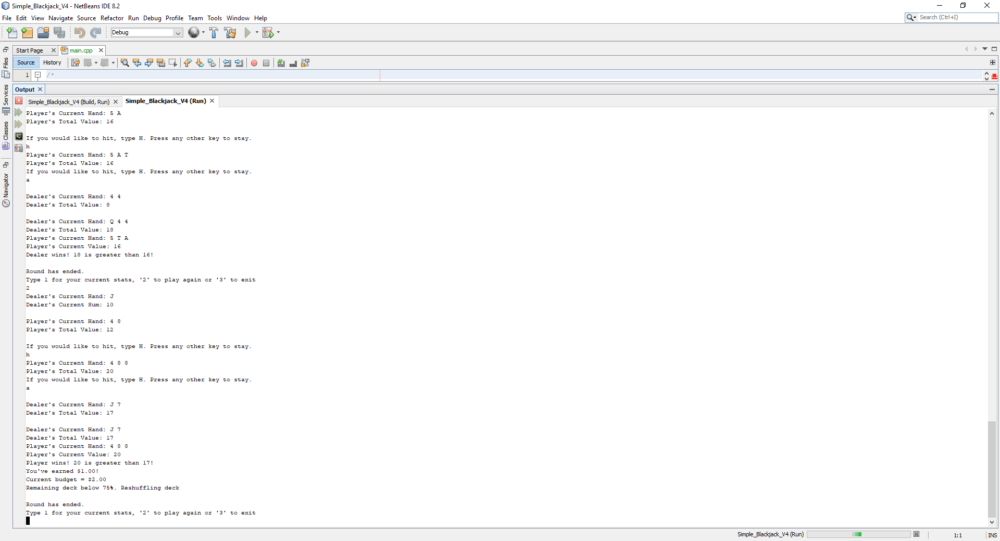 Simple_Blackjack_V4 - NetBeans IDE 8.2
File Edit View Navigate Source Refactor Run Debug Profile Team Tools Window Help
Search (Ctrl+I)
Debug
Start Page main.cpp
Source History
1 /*
Files
Services
Classes
Navigator
Output
Simple_Blackjack_V4 (Build, Run) Simple_Blackjack_V4 (Run)
Player's Current Hand: 5 A
Player's Total Value: 16
If you would like to hit, type H. Press any other key to stay.
h
Player's Current Hand: 5 A T
Player's Total Value: 16
If you would like to hit, type H. Press any other key to stay.
a
Dealer's Current Hand: 4 4
Dealer's Total Value: 8
Dealer's Current Hand: Q 4 4
Dealer's Total Value: 18
Player's Current Hand: 5 T A
Player's Current Value: 16
Dealer wins! 18 is greater than 16!
Round has ended.
Type 1 for your current stats, '2' to play again or '3' to exit
2
Dealer's Current Hand: J
Dealer's Current Sum: 10
Player's Current Hand: 4 8
Player's Total Value: 12
If you would like to hit, type H. Press any other key to stay.
h
Player's Current Hand: 4 8 8
Player's Total Value: 20
If you would like to hit, type H. Press any other key to stay.
a
Dealer's Current Hand: J 7
Dealer's Total Value: 17
Dealer's Current Hand: J 7
Dealer's Total Value: 17
Player's Current Hand: 4 8 8
Player's Current Value: 20
Player wins! 20 is greater than 17!
You've earned $1.00!
Current budget = $2.00
Remaining deck below 75%. Reshuffling deck
Round has ended.
Type 1 for your current stats, '2' to play again or '3' to exit
Simple_Blackjack_V4 (Run) 1:1 INS